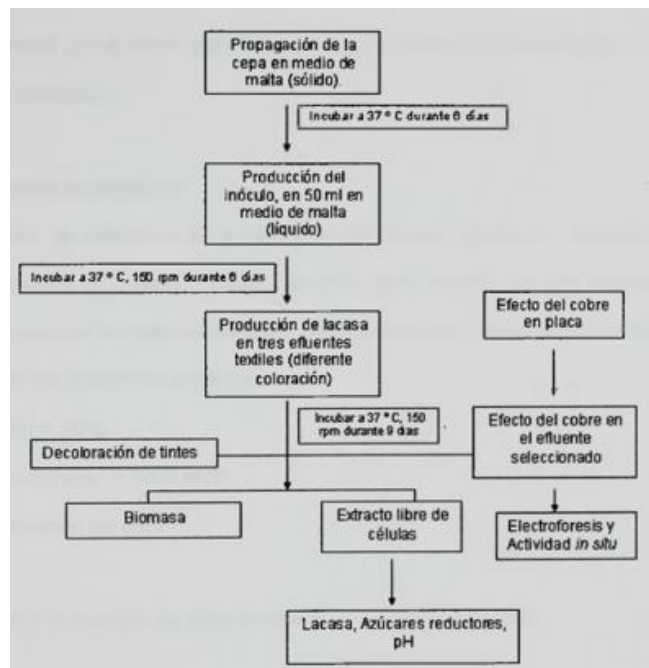 Propagación de la
cepa en medio de
malta (sólido).
Incubar a 37 º C durante 6 días
Producción del
inóculo, en 50 ml en
medio de malta
(líquido)
Incubar a 37 º C, 150 rpm durante 6 días
Producción de lacasa
en tres efluentes
textiles (diferente
coloración)
Efecto del cobre
en placa
Incubar a 37 º C, 150
rpm durante 9 días
Efecto del cobre en
el efluente
seleccionado
Decoloración de tintes
Biomasa
Extracto libre de
células
Electroforesis y
Actividad in situ
Lacasa, Azúcares reductores,
pH